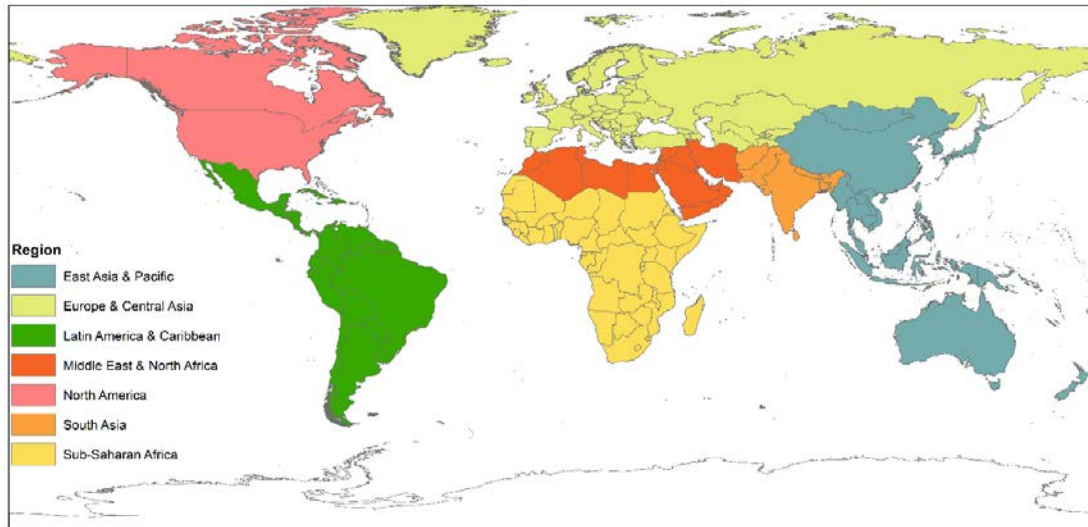 Region
East Asia & Pacific
Europe & Central Asia
Latin America & Caribbean
Middle East & North Africa
North America
South Asia
Sub-Saharan Africa